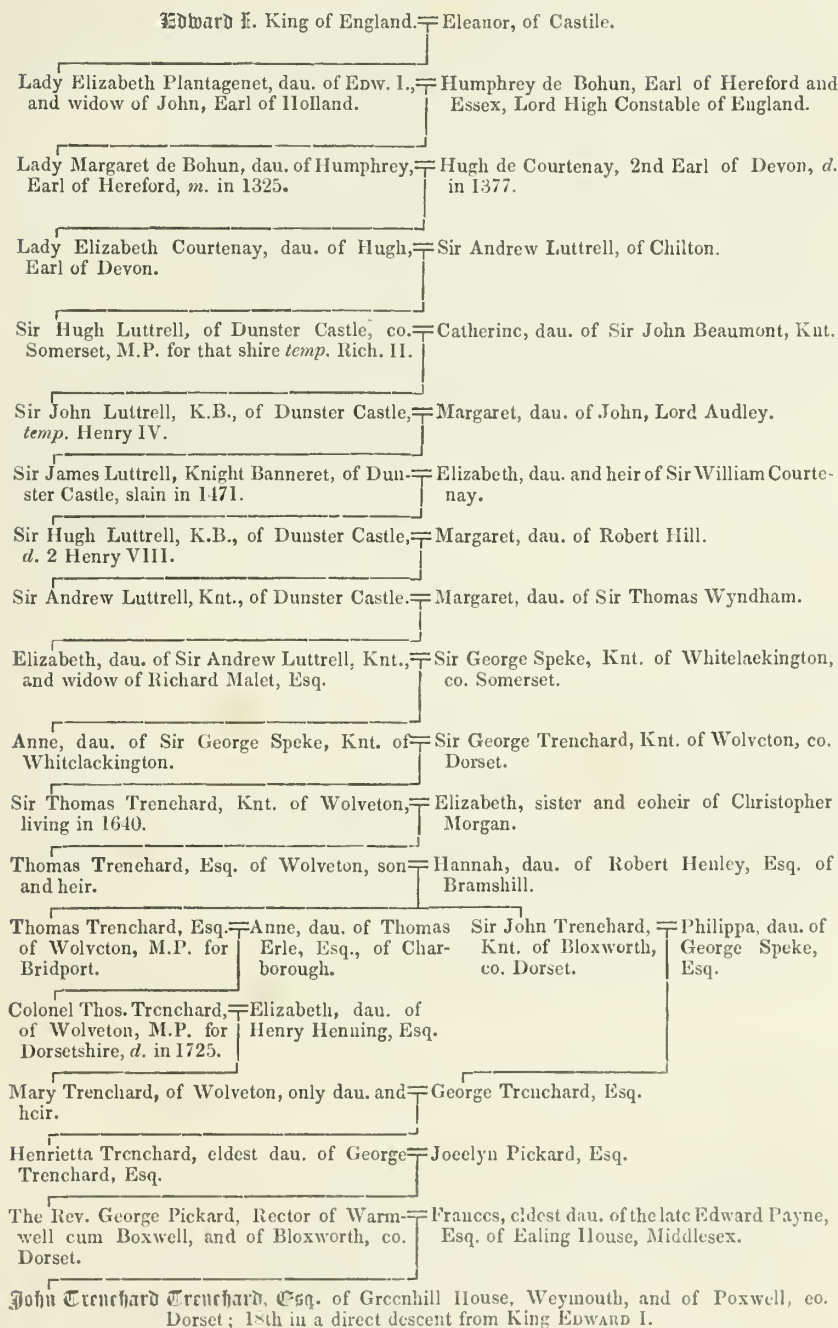 Edward I. King of England. Eleanor, of Castile.
Lady Elizabeth Plantagenet, dau. of EDW. I.,
and widow of John, Earl of Holland.
Humphrey de Bohun, Earl of Hereford and
Essex, Lord High Constable of England.
Lady Margaret de Bohun, dau. of Humphrey,
Earl of Hereford, m. in 1325.
Hugh de Courtenay, 2nd Earl of Devon, d.
in 1377.
Lady Elizabeth Courtenay, dau. of Hugh,
Earl of Devon.
Sir Andrew Luttrell, of Chilton.
Sir Hugh Luttrell, of Dunster Castle, co.
Somerset, M.P. for that shire temp. Rich. II.
Catherine, dau. of Sir John Beaumont, Knt.
Sir John Luttrell, K.B., of Dunster Castle,
temp. Henry IV.
Margaret, dau. of John, Lord Audley.
Sir James Luttrell, Knight Banneret, of Dun-
ster Castle, slain in 1471.
Elizabeth, dau. and heir of Sir William Courte-
nay.
Sir Hugh Luttrell, K.B., of Dunster Castle,
d. 2 Henry VIII.
Margaret, dau. of Robert Hill.
Sir Andrew Luttrell, Knt., of Dunster Castle.
Margaret, dau. of Sir Thomas Wyndham.
Elizabeth, dau. of Sir Andrew Luttrell, Knt.,
and widow of Richard Malet, Esq.
Sir George Speke, Knt. of Whitelackington,
co. Somerset.
Anne, dau. of Sir George Speke, Knt. of
Whitclackington.
Sir George Trenchard, Knt. of Wolveton, co.
Dorset.
Sir Thomas Trenchard, Knt. of Wolveton,
living in 1640.
Elizabeth, sister and coheir of Christopher
Morgan.
Thomas Trenchard, Esq. of Wolveton, son
and heir.
Hannah, dau. of Robert Henley, Esq. of
Bramshill.
Thomas Trenchard, Esq.
of Wolveton, M.P. for
Bridport.
Anne, dau. of Thomas
Erle, Esq., of Char-
borough.
Sir John Trenchard,
Knt. of Bloxworth,
co. Dorset.
Philippa, dau. of
George Speke,
Esq.
Colonel Thos. Trenchard,
of Wolveton, M.P. for
Dorsetshire, d. in 1725.
Elizabeth, dau. of
Henry Henning, Esq.
Mary Trenchard, of Wolveton, only dau. and
heir.
George Trenchard, Esq.
Henrietta Trenchard, eldest dau. of George
Trenchard, Esq.
Jocelyn Pickard, Esq.
The Rev. George Pickard, Rector of Warm-
well cum Boxwell, and of Bloxworth, co.
Dorset.
Frances, eldest dau. of the late Edward Payne,
Esq. of Ealing House, Middlesex.
John Trenchard Trenchard, Esq. of Greenhill House, Weymouth, and of Poxwell, co.
Dorset; 18th in a direct descent from King EDWARD I.